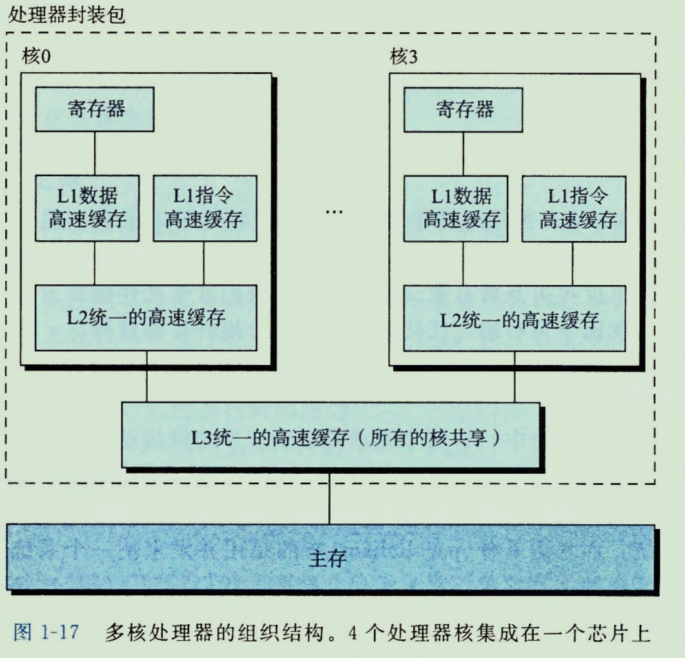 处理器封装包
核0
核3
寄存器
寄存器
L1数据
高速缓存
L1指令
高速缓存
...
L1数据
高速缓存
L1指令
高速缓存
L2统一的高速缓存
L2统一的高速缓存
L3统一的高速缓存（所有的核共享）
主存
图 1-17 多核处理器的组织结构。4 个处理器核集成在一个芯片上